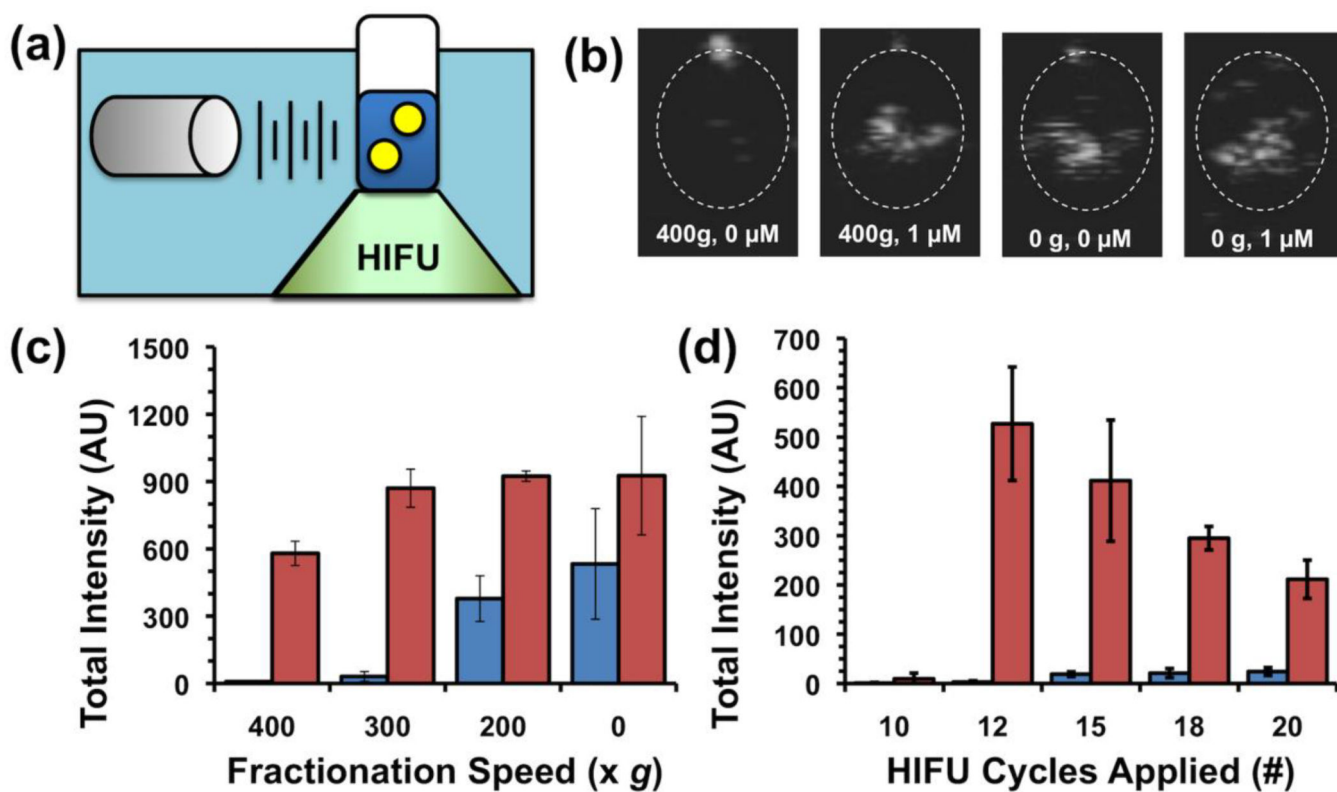 (a)
HIFU
(b)
400g, 0 µM
400g, 1 µM
0 g, 0 µM
0 g, 1 µM
(c)
Total Intensity (AU)
1500
1200
900
600
300
0
400
300
200
0
Fractionation Speed (x g)
(d)
Total Intensity (AU)
700
600
500
400
300
200
100
0
10
12
15
18
20
HIFU Cycles Applied (#)